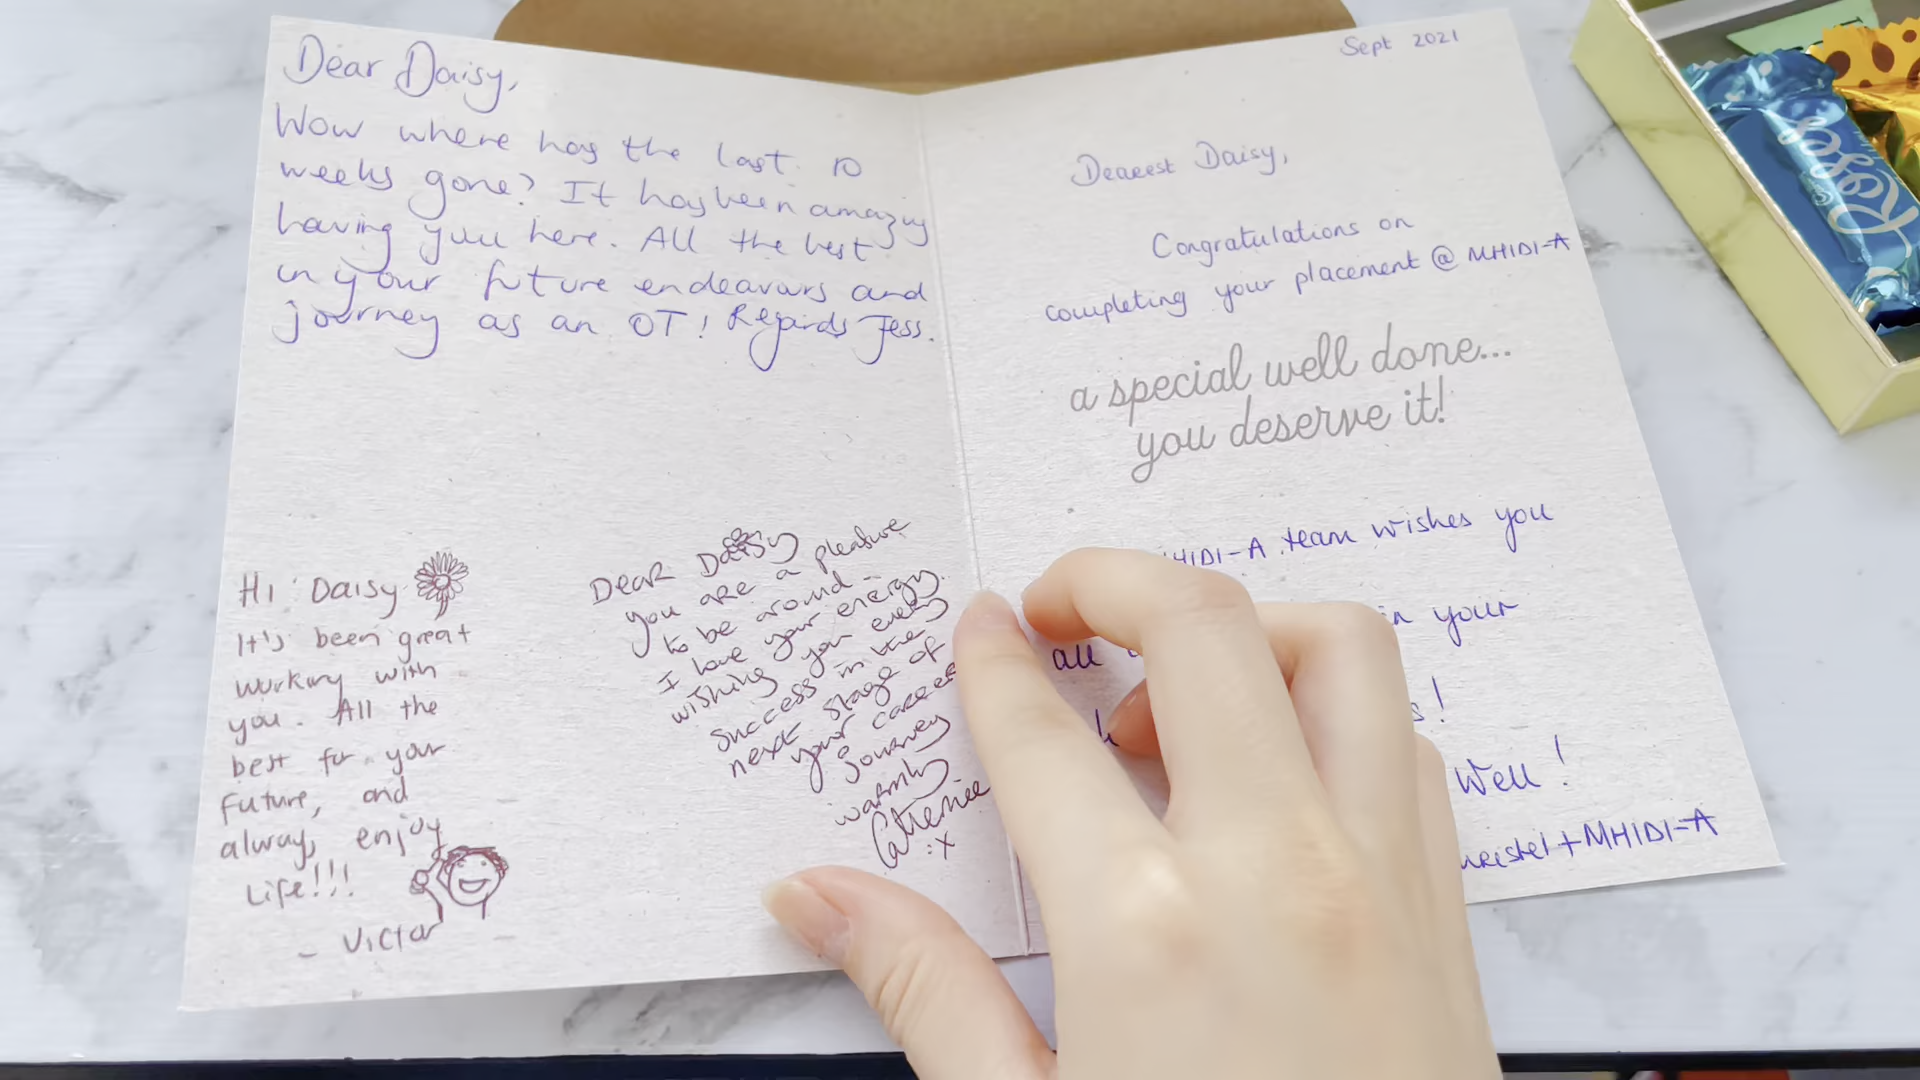 Dear Daisy,
Wow where has the last 10
weeks gone? It has been amazing
having you here. All the best
in your future endeavours and
journey as an OT! Regards Jess.
Hi Daisy
It's been great
working with
you. All the
best for your
future, and
always enjoy
Life!!!
- Victor
Dear Daisy
you are a pleasure
to be around
I love your energy.
wishing you every
success in the
next stage of
your career
journey
warmly
:x
Sept 2021
Dearest Daisy,
Congratulations on
completing your placement @ MHIDI-A
a special well done...
you deserve it!
HIDI-A team wishes you
all
in your
s!
Well!
+MHIDI-A
Roses